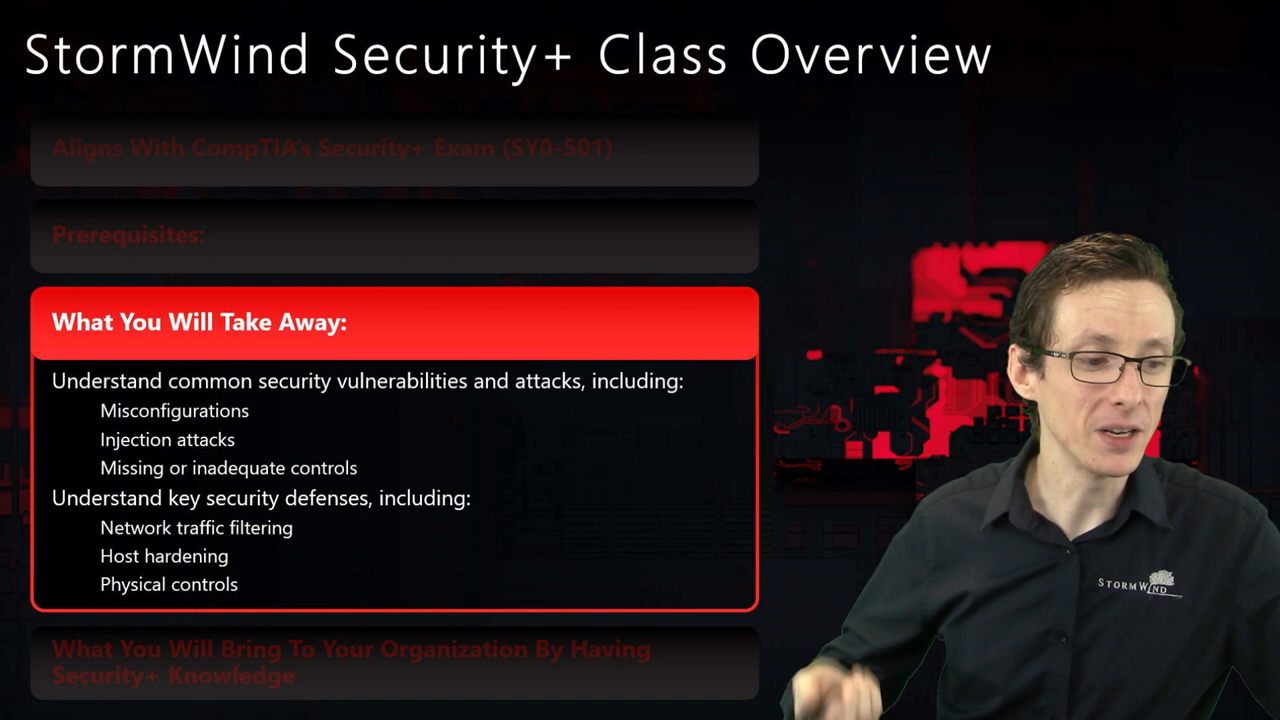 StormWind Security+ Class Overview
Aligns With CompTIA's Security+ Exam (SY0-501)
Prerequisites:
What You Will Take Away:
Understand common security vulnerabilities and attacks, including:
Misconfigurations
Injection attacks
Missing or inadequate controls
Understand key security defenses, including:
Network traffic filtering
Host hardening
Physical controls
What You Will Bring To Your Organization By Having
Security+ Knowledge
STORMWIND